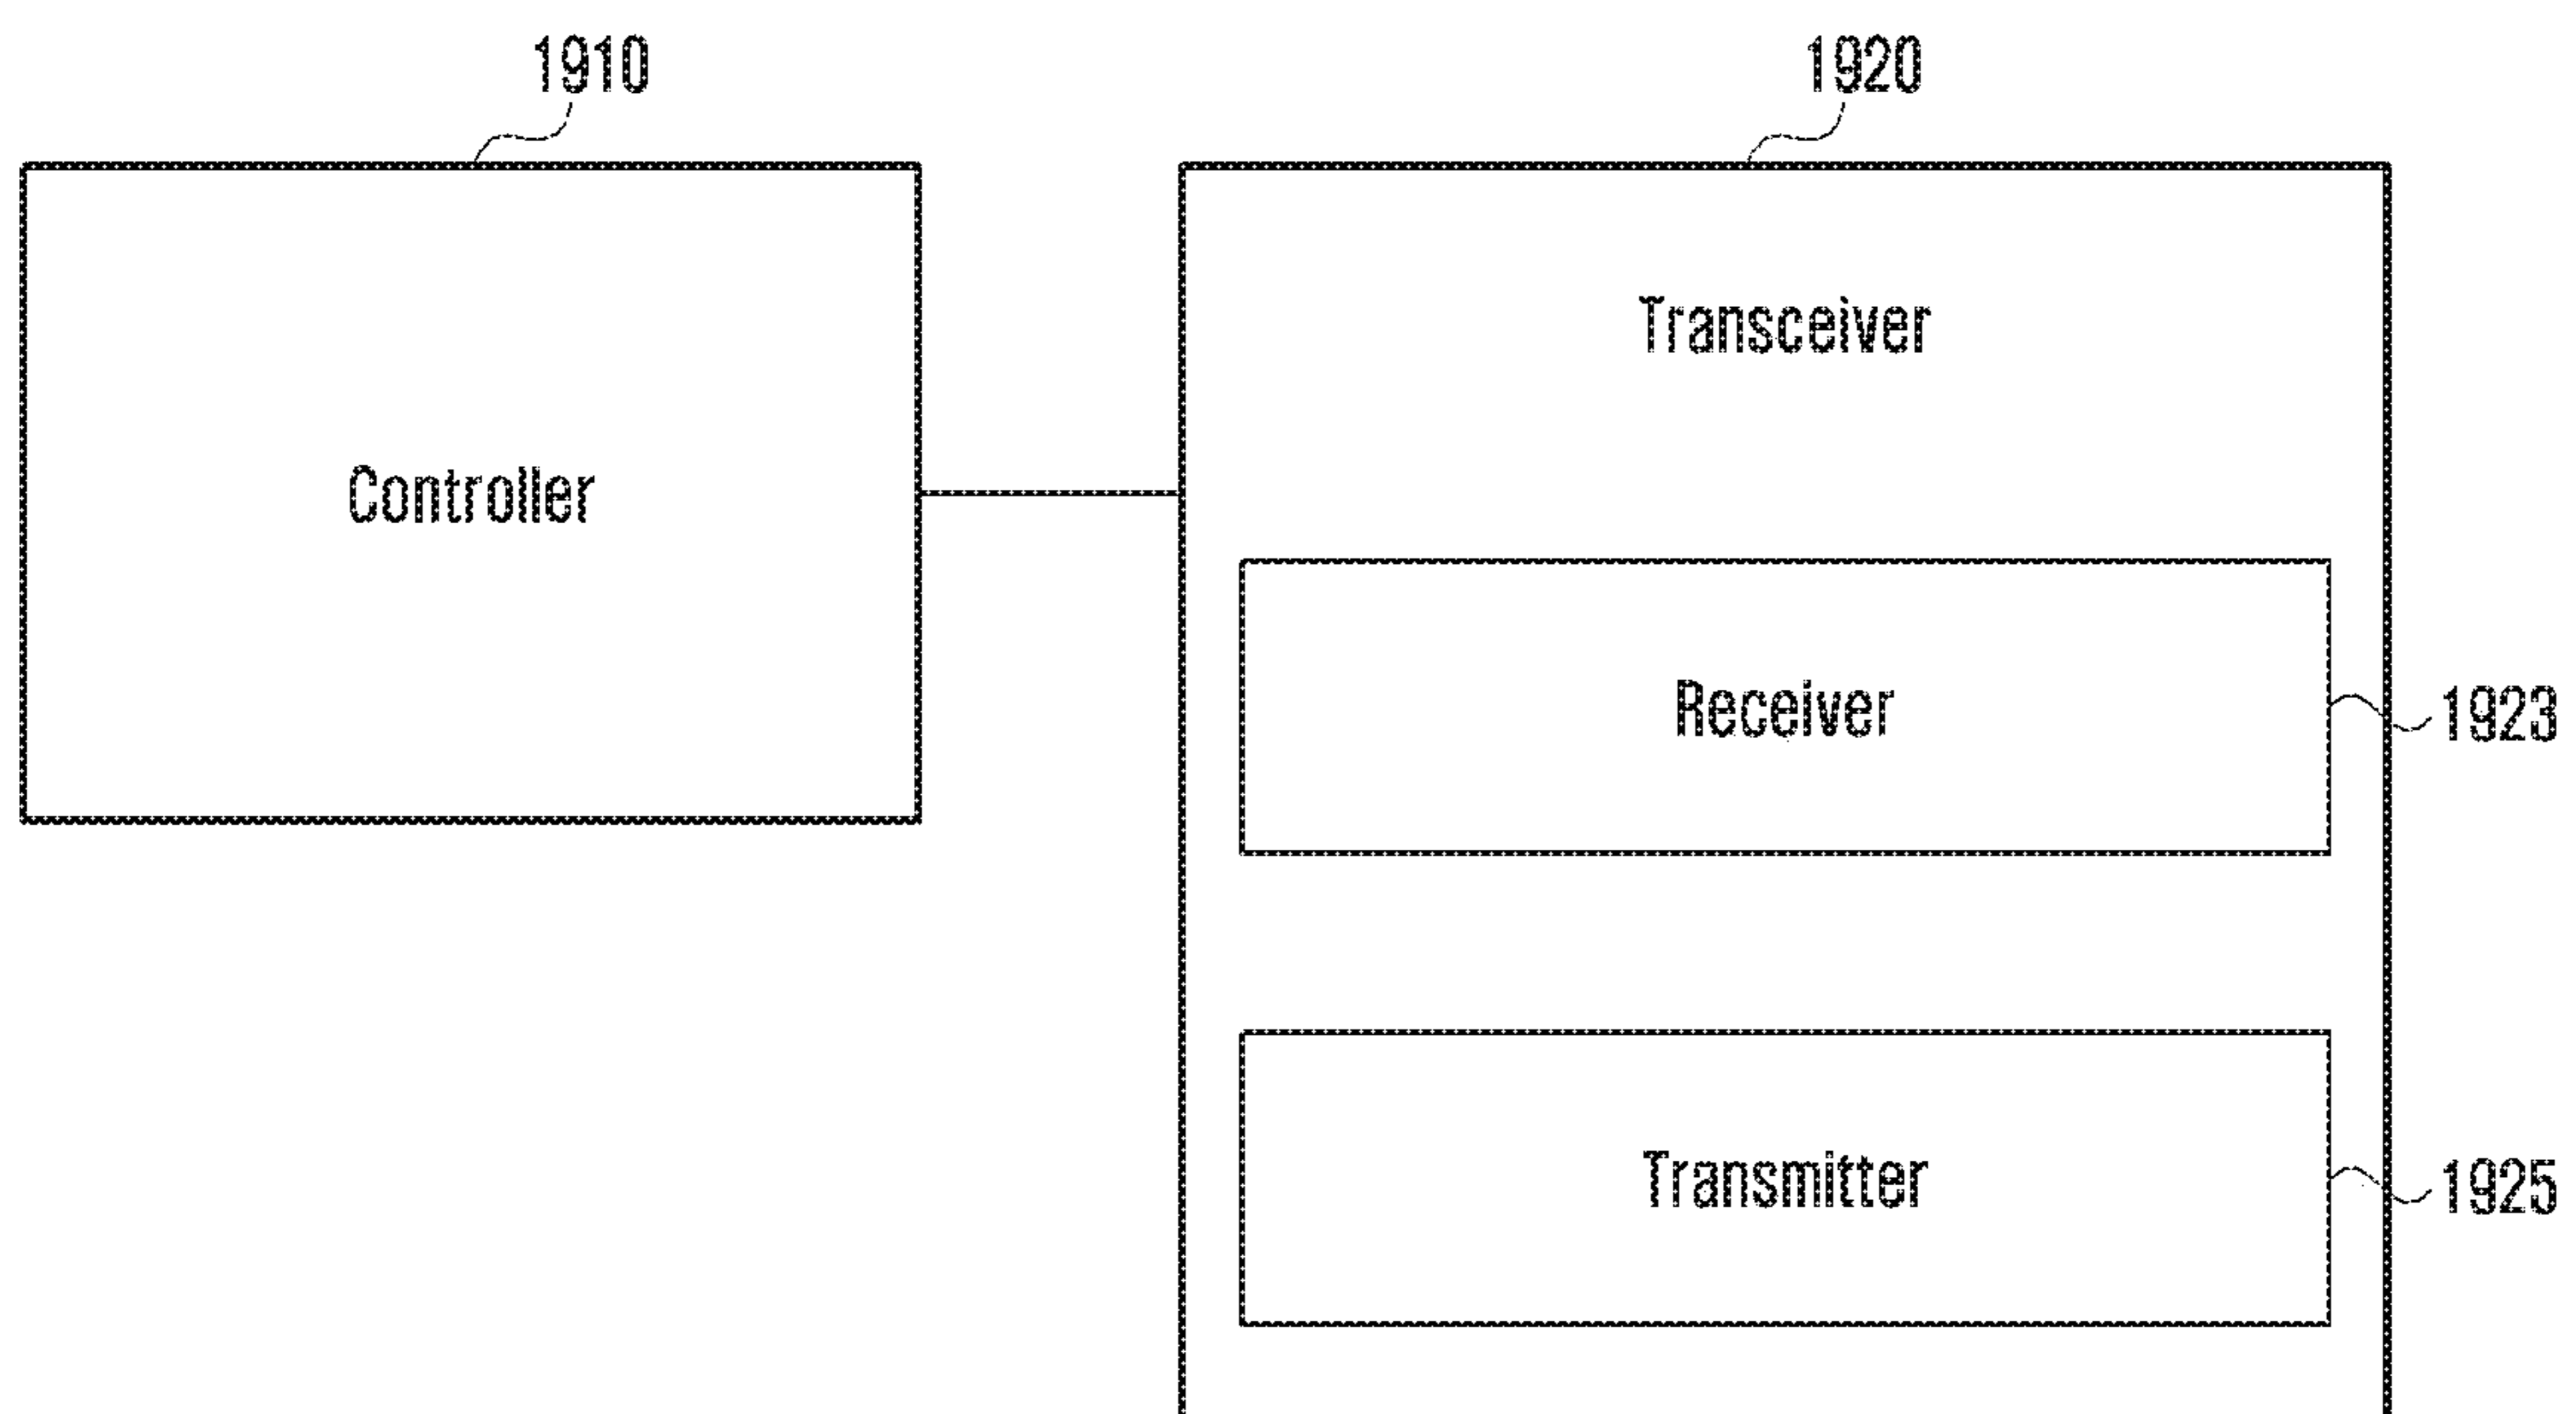 1910
1920
Transceiver
Controller
Receiver
1923
Transmitter
1925